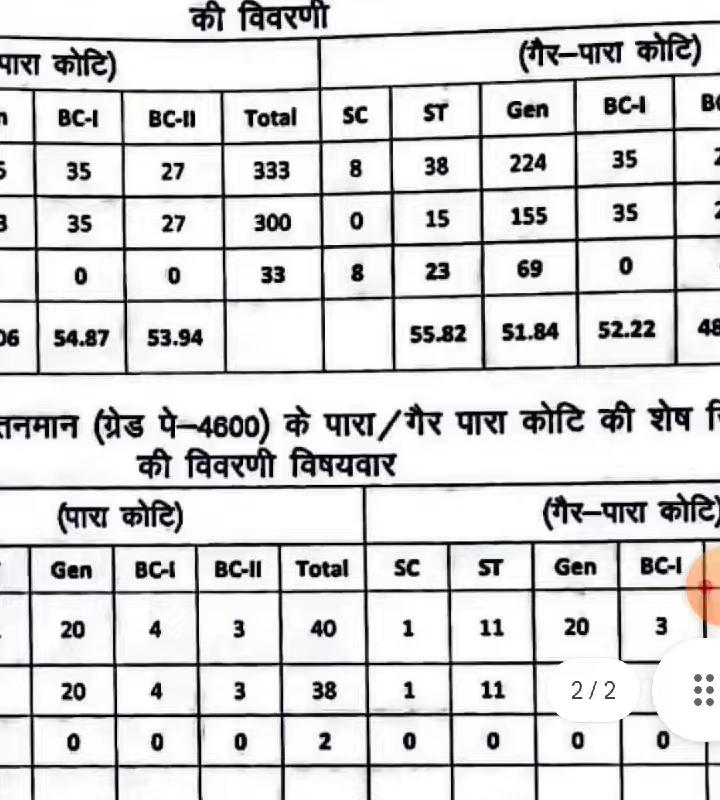 की विवरणी
पारा कोटि) (गैर–पारा कोटि)
BC-I BC-II Total SC ST Gen BC-I
35 27 333 8 38 224 35
35 27 300 0 15 155 35
0 0 33 8 23 69 0
06 54.87 53.94 55.82 51.84 52.22 48
तनमान (ग्रेड पे–4600) के पारा/गैर पारा कोटि की शेष
की विवरणी विषयवार
(पारा कोटि) (गैर–पारा कोटि)
Gen BC-I BC-II Total SC ST Gen BC-I
20 4 3 40 1 11 20 3
20 4 3 38 1 11
0 0 0 2 0 0 0 0
2/2